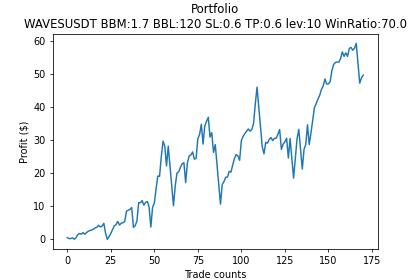 Portfolio
WAVESUSDT BBM:1.7 BBL:120 SL:0.6 TP:0.6 lev:10 WinRatio:70.0
60
50
40
30
20
10
0
Profit ($)
0 25 50 75 100 125 150 175
Trade counts